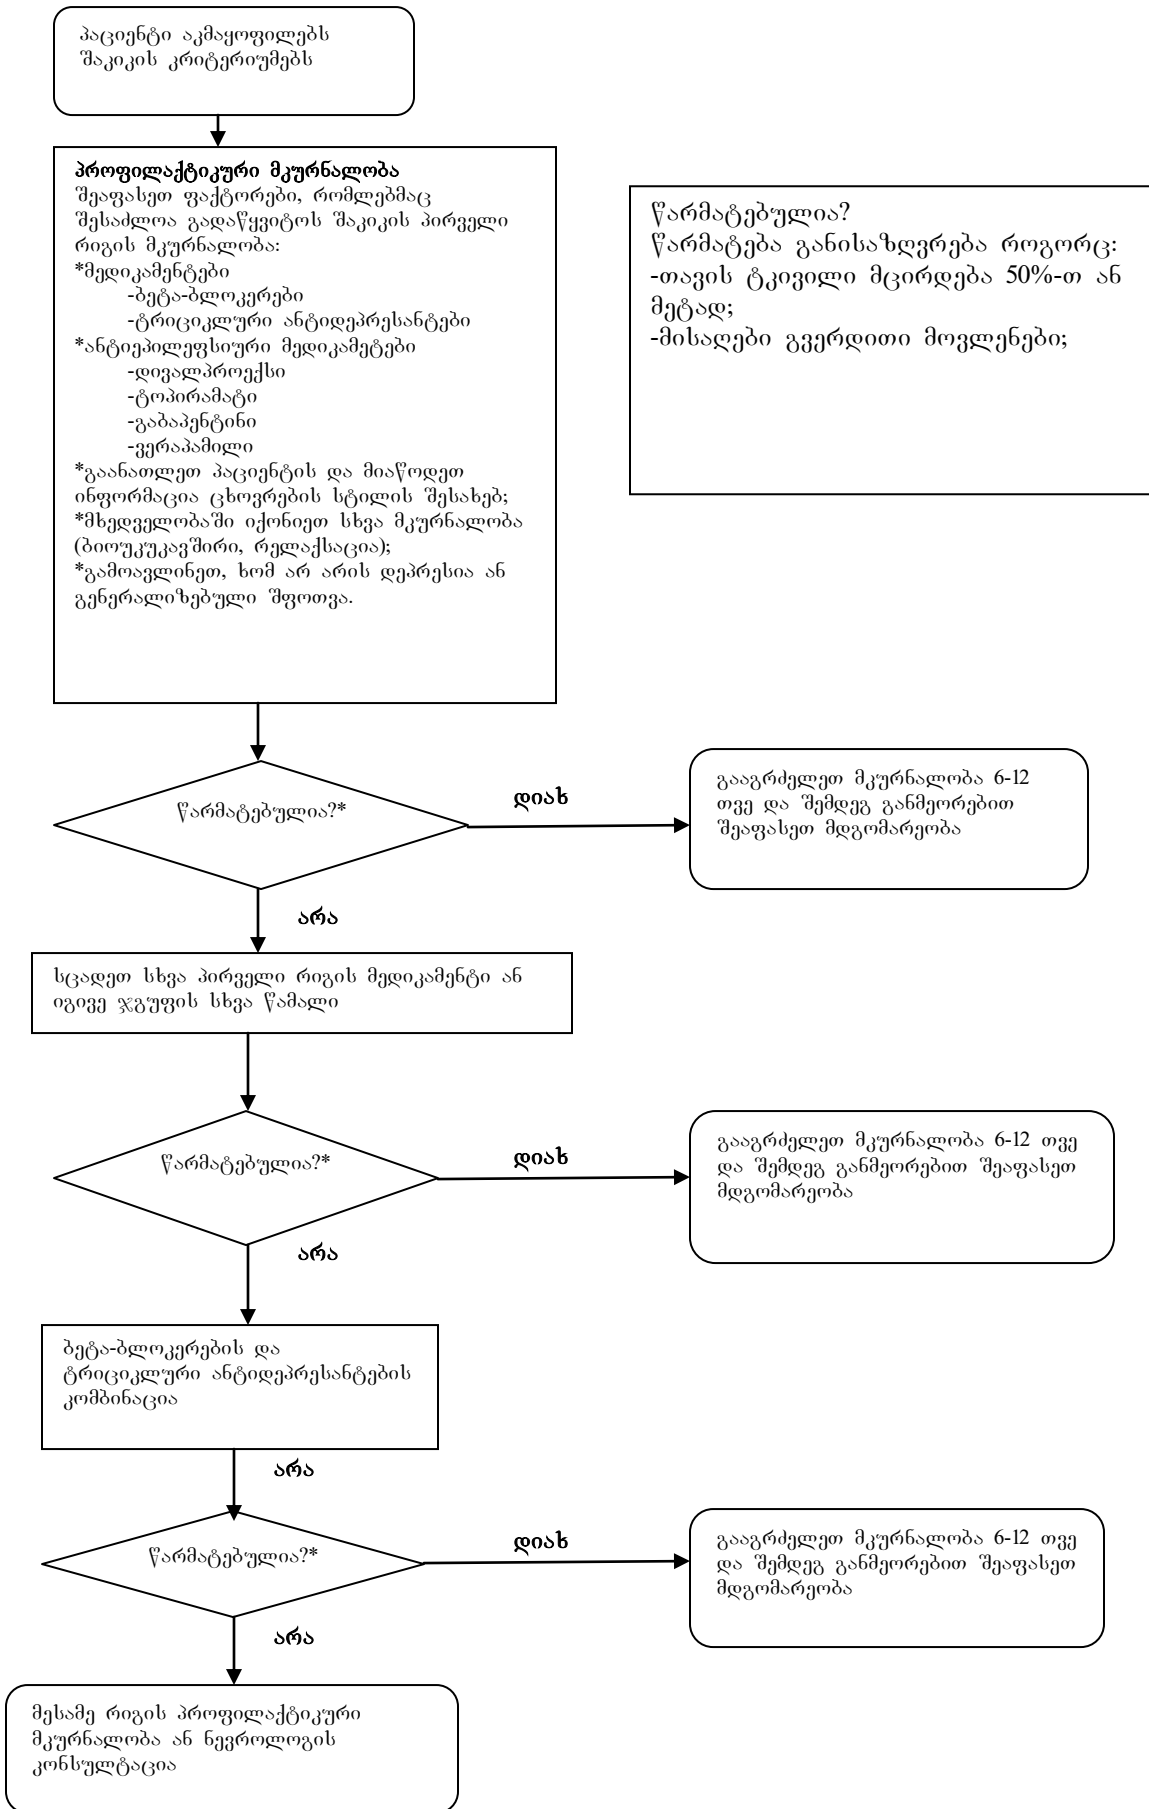 პაციენტი აკმაყოფილებს
შაკიკის კრიტერიუმებს
პროფილაქტიკური მკურნალობა
შეაფასეთ ფაქტორები, რომლებმაც
შესაძლოა გადაწყვიტოს შაკიკის პირველი
რიგის მკურნალობა:
*მედიკამენტები
-ბეტა-ბლოკერები
-ტრიციკლური ანტიდეპრესანტები
*ანტიეპილეფსიური მედიკამეტები
-დივალპროექსი
-ტოპირამატი
-გაბაპენტინი
-ვერაპამილი
*გაანათლეთ პაციენტის და მიაწოდეთ
ინფორმაცია ცხოვრების სტილის შესახებ;
*მხედველობაში იქონიეთ სხვა მკურნალობა
(ბიოუკუკავშირი, რელაქსაცია);
*გამოავლინეთ, ხომ არ არის დეპრესია ან
გენერალიზებული შფოთვა.
წარმატებულია?
წარმატება განისაზღვრება როგორც:
-თავის ტკივილი მცირდება 50%-თ ან
მეტად;
-მისაღები გვერდითი მოვლენები;
წარმატებულია?*
დიახ
გააგრძელეთ მკურნალობა 6-12
თვე და შემდეგ განმეორებით
შეაფასეთ მდგომარეობა
არა
სცადეთ სხვა პირველი რიგის მედიკამენტი ან
იგივე ჯგუფის სხვა წამალი
წარმატებულია?*
დიახ
გააგრძელეთ მკურნალობა 6-12 თვე
და შემდეგ განმეორებით შეაფასეთ
მდგომარეობა
არა
ბეტა-ბლოკერების და
ტრიციკლური ანტიდეპრესანტების
კომბინაცია
არა
წარმატებულია?*
დიახ
გააგრძელეთ მკურნალობა 6-12 თვე
და შემდეგ განმეორებით შეაფასეთ
მდგომარეობა
არა
მესამე რიგის პროფილაქტიკური
მკურნალობა ან ნევროლოგის
კონსულტაცია